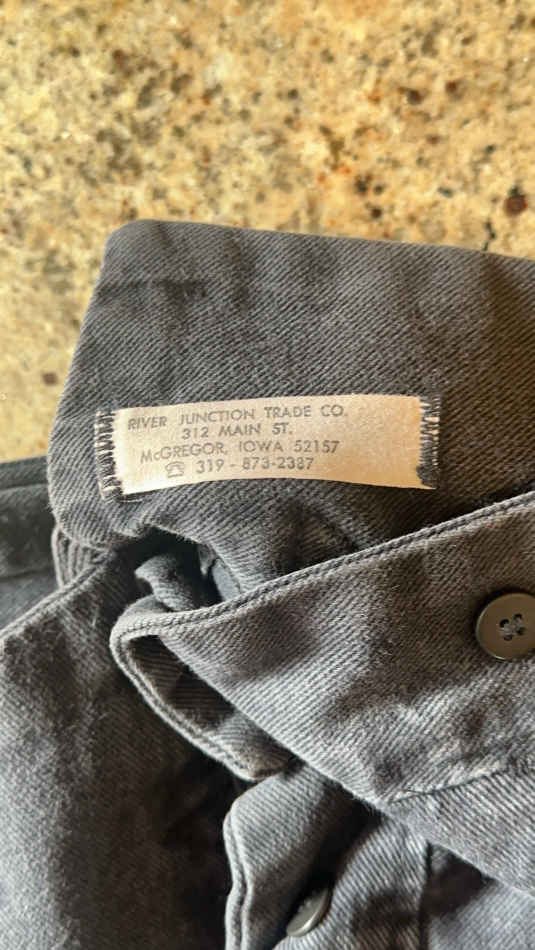 RIVER JUNCTION TRADE CO.
312 MAIN ST.
McGREGOR, IOWA 52157
☏ 319 - 873-2387